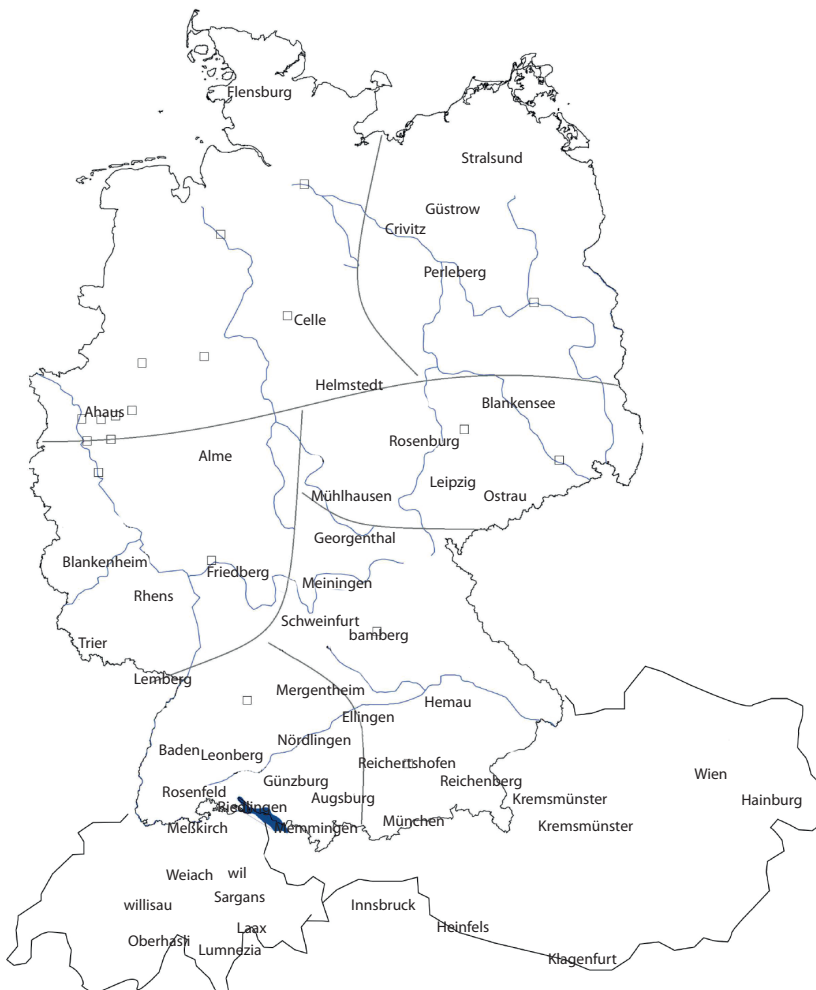 Flensburg
Stralsund
Güstrow
Crivitz
Perleberg
Celle
Helmstedt
Blankensee
Ahaus
Rosenburg
Alme
Leipzig
Mühlhausen
Ostrau
Georgenthal
Blankenheim
Friedberg
Meiningen
Rhens
Schweinfurt
bamberg
Trier
Lemberg
Mergentheim
Hemau
Ellingen
Nördlingen
Baden
Leonberg
Reichertshofen
Wien
Günzburg
Reichenberg
Rosenfeld
Augsburg
Kremsmünster
Hainburg
Riedlingen
München
Meßkirch
Memmingen
Kremsmünster
Weiach
wil
Sargans
willisau
Innsbruck
Laax
Heinfels
Oberhasli
Lumnezia
Klagenfurt